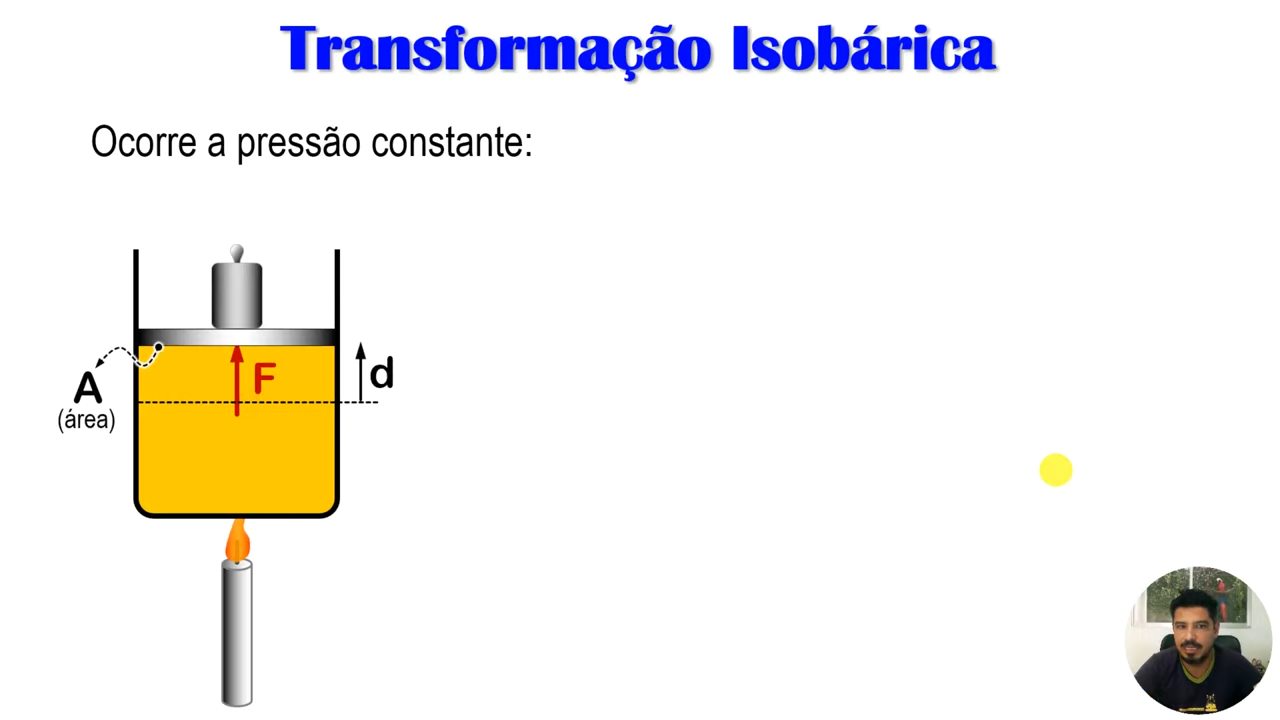 Transformação Isobárica
Ocorre a pressão constante:
F
d
A
(área)